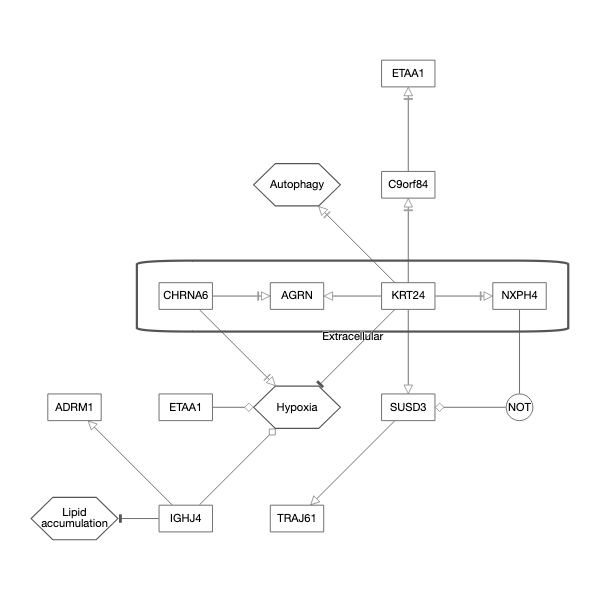 ETAA1
Autophagy
C9orf84
CHRNA6
AGRN
KRT24
NXPH4
Extracellular
ADRM1
ETAA1
Hypoxia
SUSD3
NOT
Lipid
accumulation
IGHJ4
TRAJ61